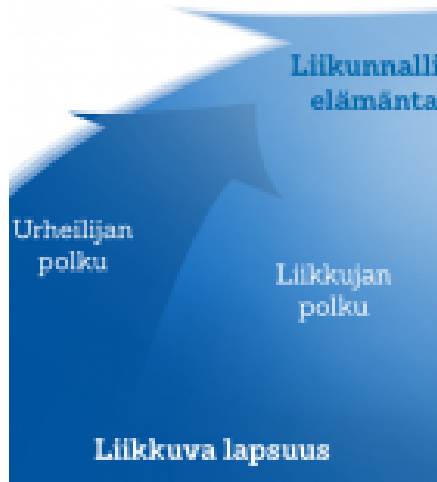 Liikunnalli
elämänta
Urheilijan
polku
Liikkujan
polku
Liikkuva lapsuus